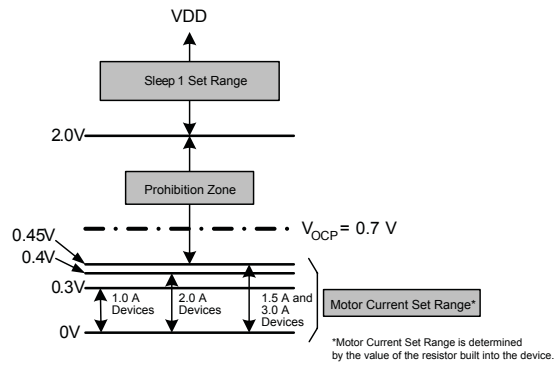 VDD
Sleep 1 Set Range
2.0V
Prohibition Zone
VOCP = 0.7 V
0.45V
0.4V
0.3V
1.0 A
Devices
2.0 A
Devices
1.5 A and
3.0 A
Devices
Motor Current Set Range*
0V
*Motor Current Set Range is determined
by the value of the resistor built into the device.